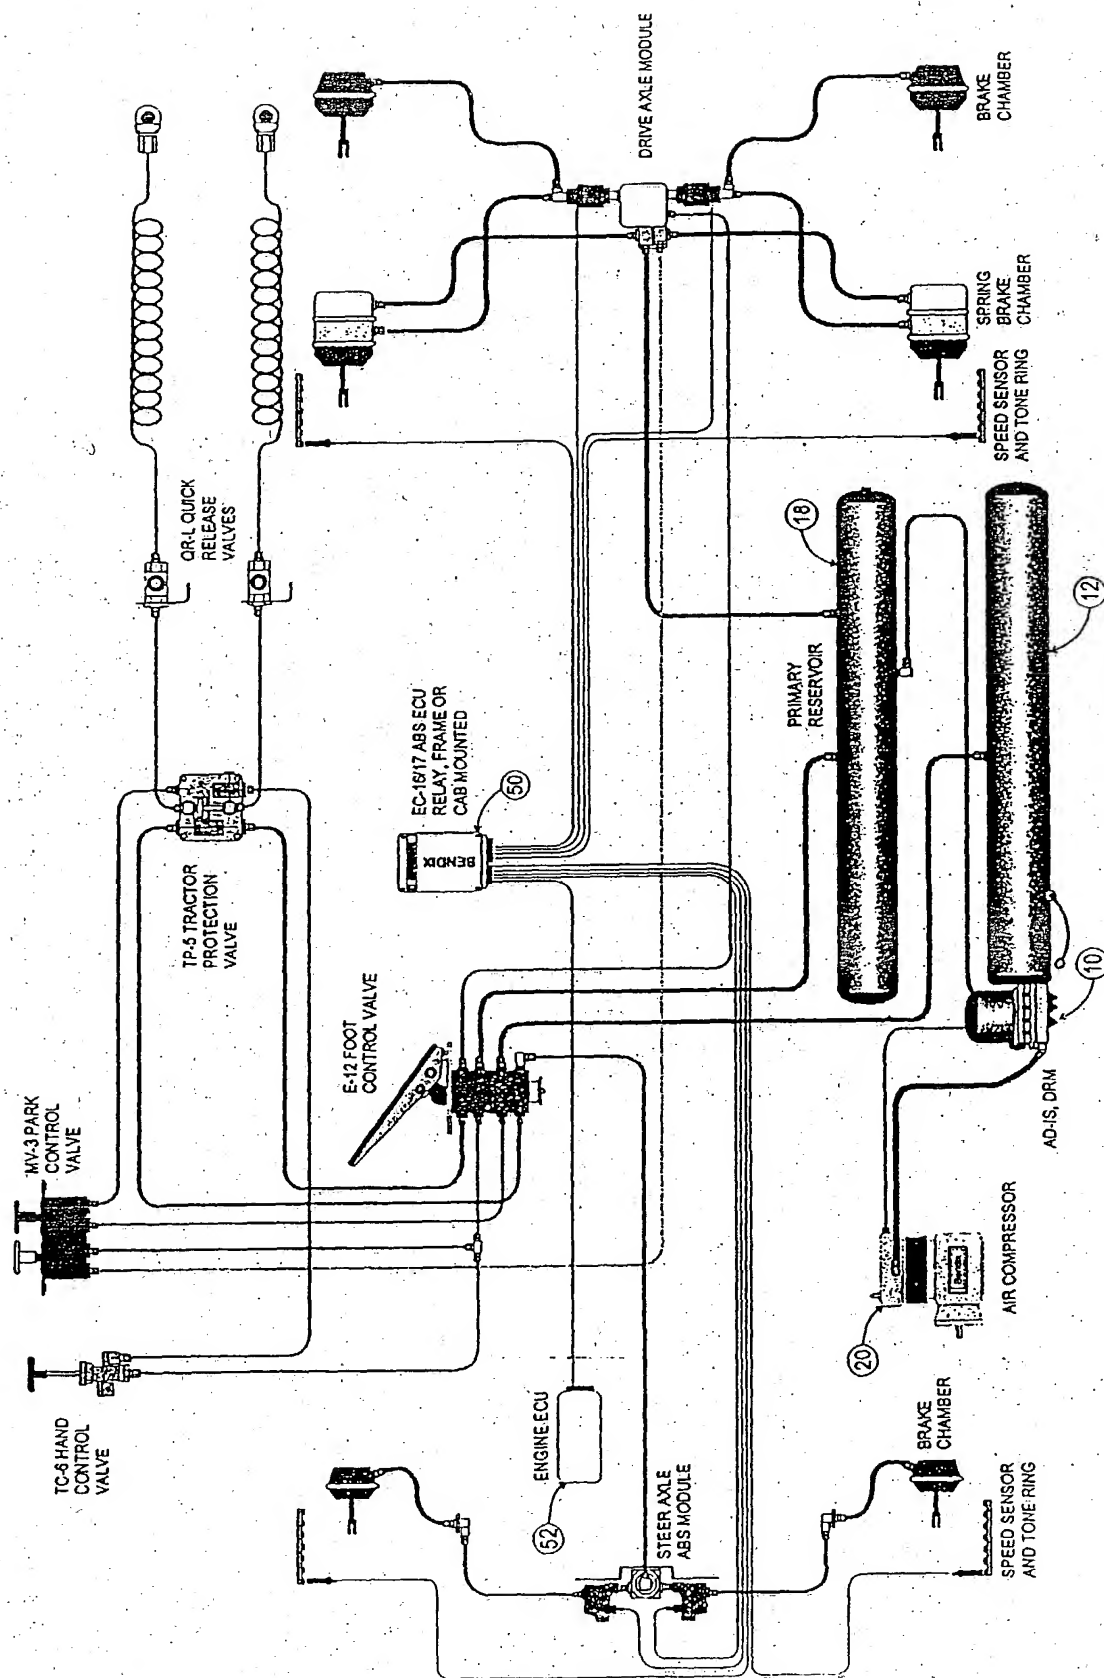 TC-6 HAND
CONTROL
VALVE
MV-3 PARK
CONTROL
VALVE
TP-5 TRACTOR
PROTECTION
VALVE
QR-L QUICK
RELEASE
VALVES
E-12 FOOT
CONTROL VALVE
EC-16/17 ABS ECU
RELAY, FRAME OR
CAB MOUNTED
BENDIX
50
ENGINE ECU
52
STEER AXLE
ABS MODULE
DRIVE AXLE MODULE
PRIMARY
RESERVOIR
18
20
AIR COMPRESSOR
AD-IS, DRM
10
12
BRAKE
CHAMBER
SPEED SENSOR
AND TONE RING
SPEED SENSOR
AND TONE RING
SPRING
BRAKE
CHAMBER
BRAKE
CHAMBER